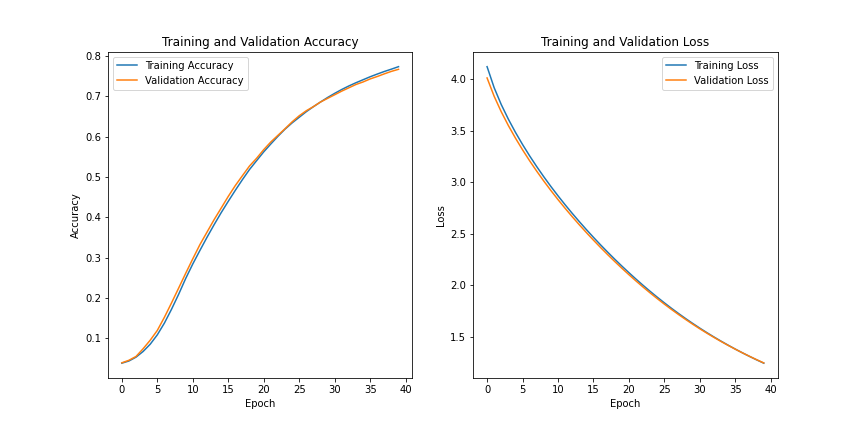 Training and Validation Accuracy
Training Accuracy
Validation Accuracy
Accuracy
0.8
0.7
0.6
0.5
0.4
0.3
0.2
0.1
0 5 10 15 20 25 30 35 40
Epoch
Training and Validation Loss
Training Loss
Validation Loss
Loss
4.0
3.5
3.0
2.5
2.0
1.5
0 5 10 15 20 25 30 35 40
Epoch